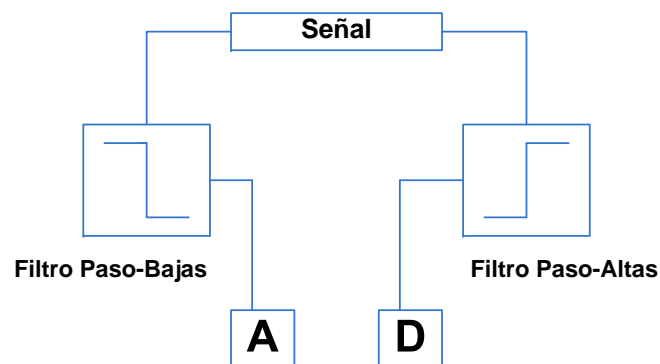 Señal
Filtro Paso-Bajas
Filtro Paso-Altas
A
D